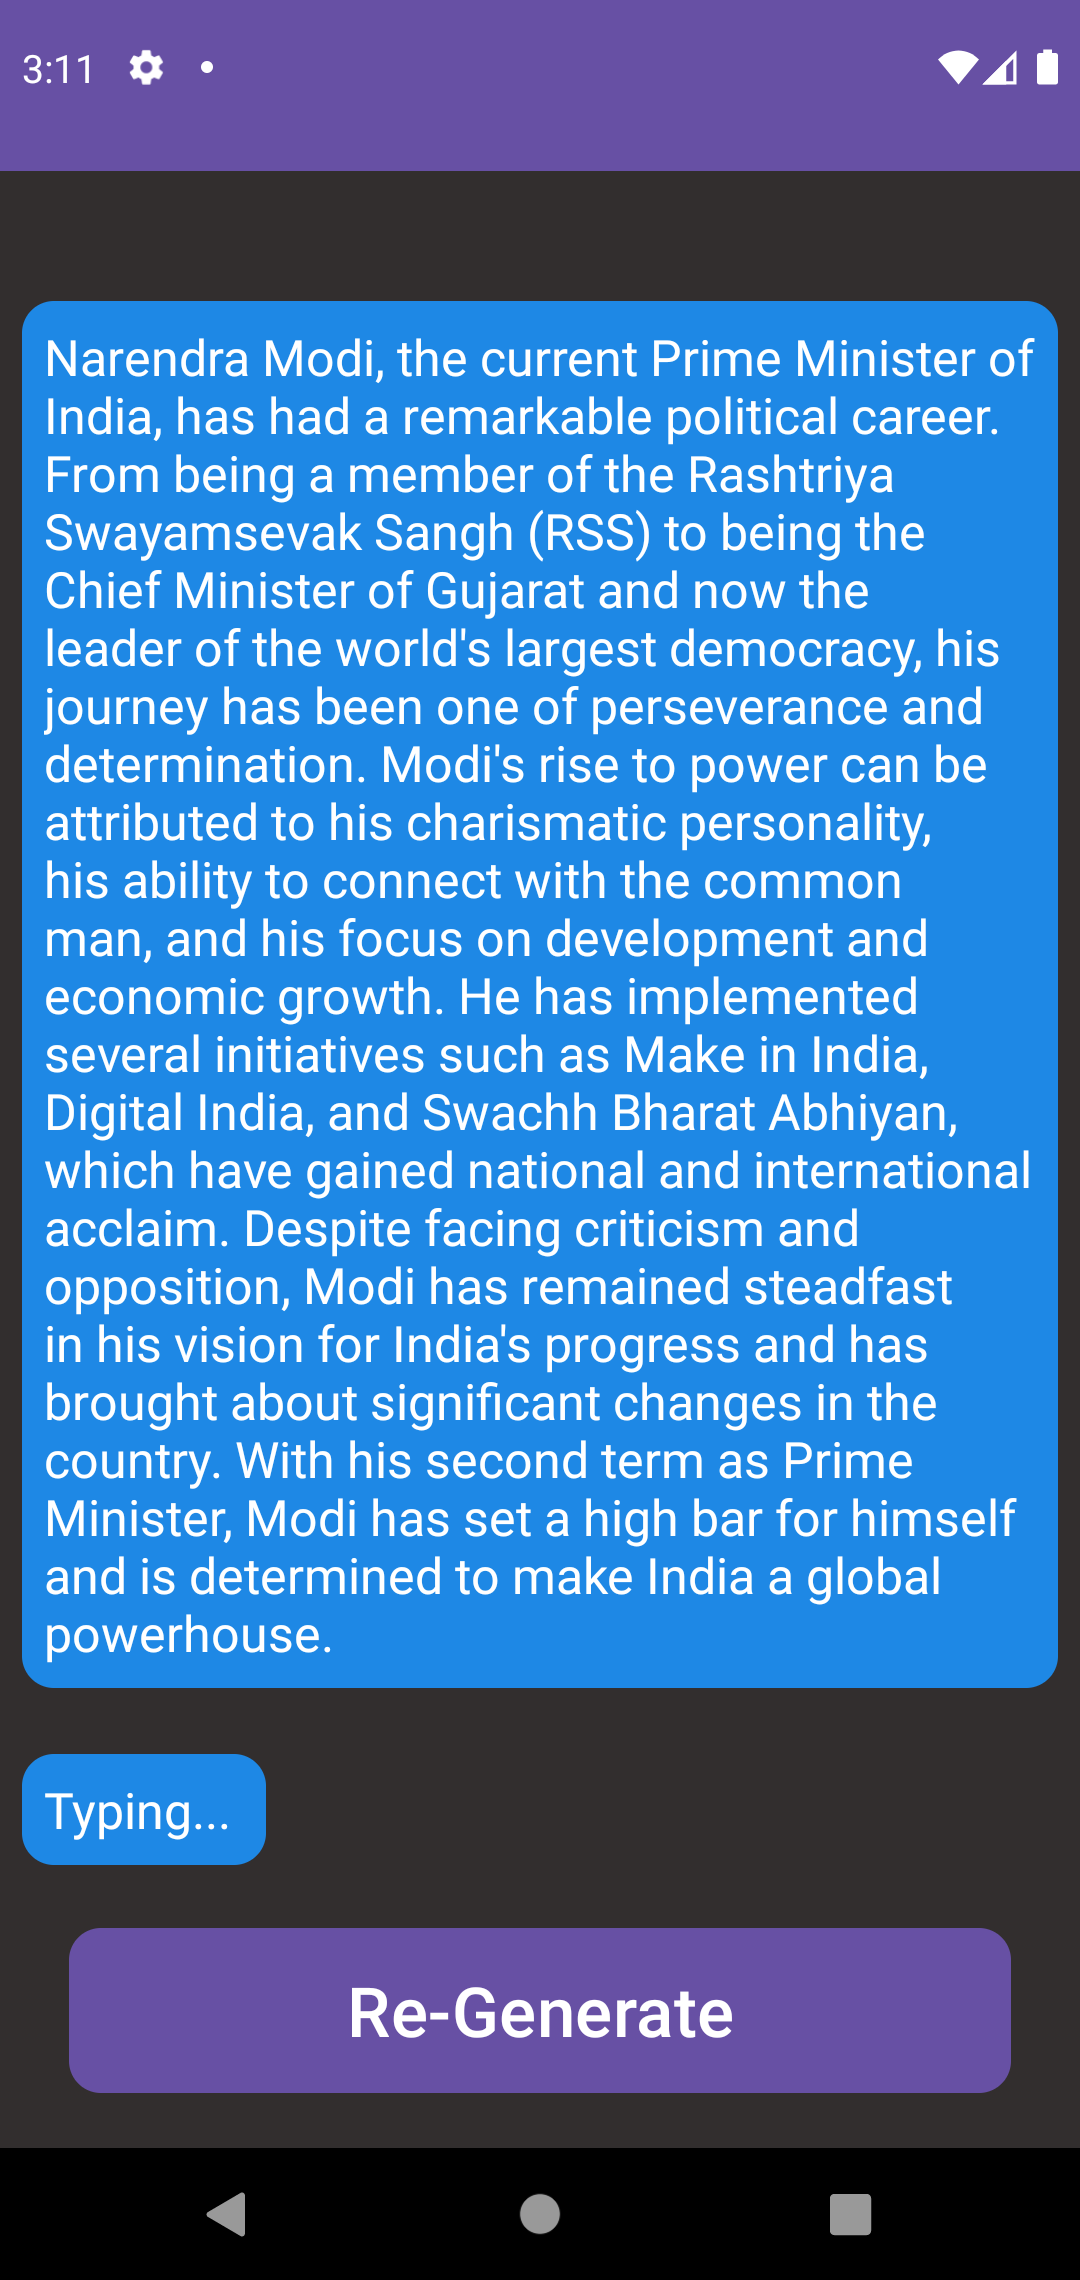 3:11
Narendra Modi, the current Prime Minister of
India, has had a remarkable political career.
From being a member of the Rashtriya
Swayamsevak Sangh (RSS) to being the
Chief Minister of Gujarat and now the
leader of the world's largest democracy, his
journey has been one of perseverance and
determination. Modi's rise to power can be
attributed to his charismatic personality,
his ability to connect with the common
man, and his focus on development and
economic growth. He has implemented
several initiatives such as Make in India,
Digital India, and Swachh Bharat Abhiyan,
which have gained national and international
acclaim. Despite facing criticism and
opposition, Modi has remained steadfast
in his vision for India's progress and has
brought about significant changes in the
country. With his second term as Prime
Minister, Modi has set a high bar for himself
and is determined to make India a global
powerhouse.
Typing...
Re-Generate